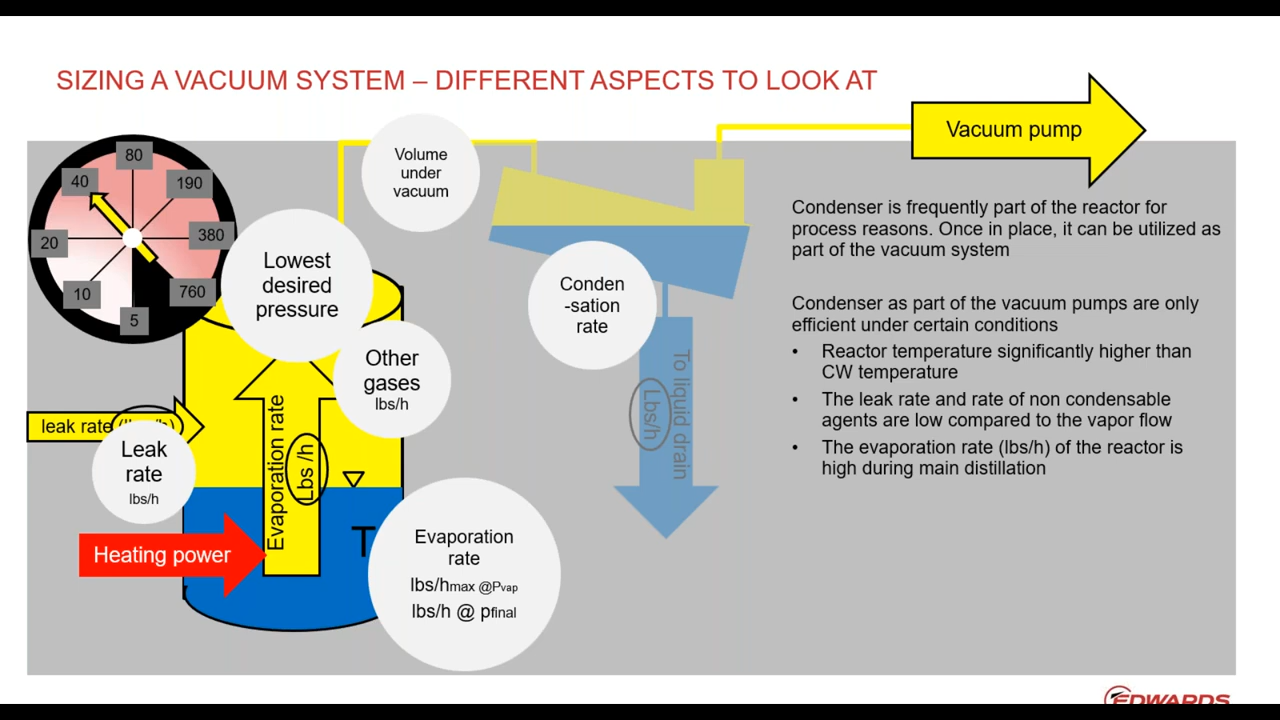 SIZING A VACUUM SYSTEM – DIFFERENT ASPECTS TO LOOK AT
Vacuum pump
80
40
190
20
380
10
760
5
Volume
under
vacuum
Lowest
desired
pressure
Conden
-sation
rate
Other
gases
lbs/h
leak rate
Leak
rate
lbs/h
Evaporation rate
Lbs /h
Heating power
T
Evaporation
rate
lbs/hmax @Pvap
lbs/h @ pfinal
To liquid drain
Lbs/h
Condenser is frequently part of the reactor for
process reasons. Once in place, it can be utilized as
part of the vacuum system
Condenser as part of the vacuum pumps are only
efficient under certain conditions
• Reactor temperature significantly higher than
CW temperature
• The leak rate and rate of non condensable
agents are low compared to the vapor flow
• The evaporation rate (lbs/h) of the reactor is
high during main distillation
EDWARDS